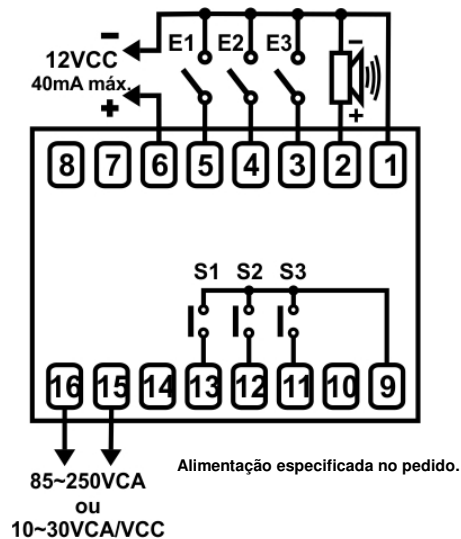 −
12VCC
40mA máx.
+
E1 E2 E3
−
+
8 7 6 5 4 3 2 1
S1 S2 S3
16 15 14 13 12 11 10 9
85~250VCA
ou
10~30VCA/VCC
Alimentação especificada no pedido.